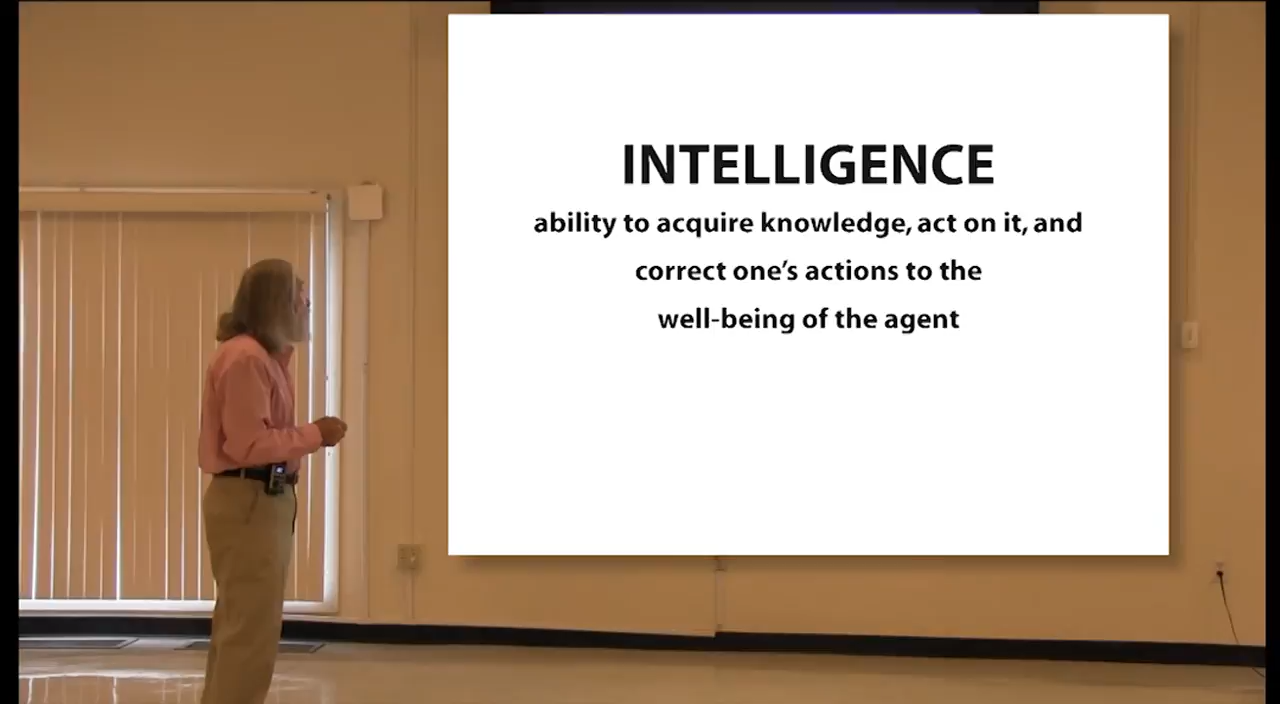 INTELLIGENCE
ability to acquire knowledge, act on it, and
correct one’s actions to the
well-being of the agent